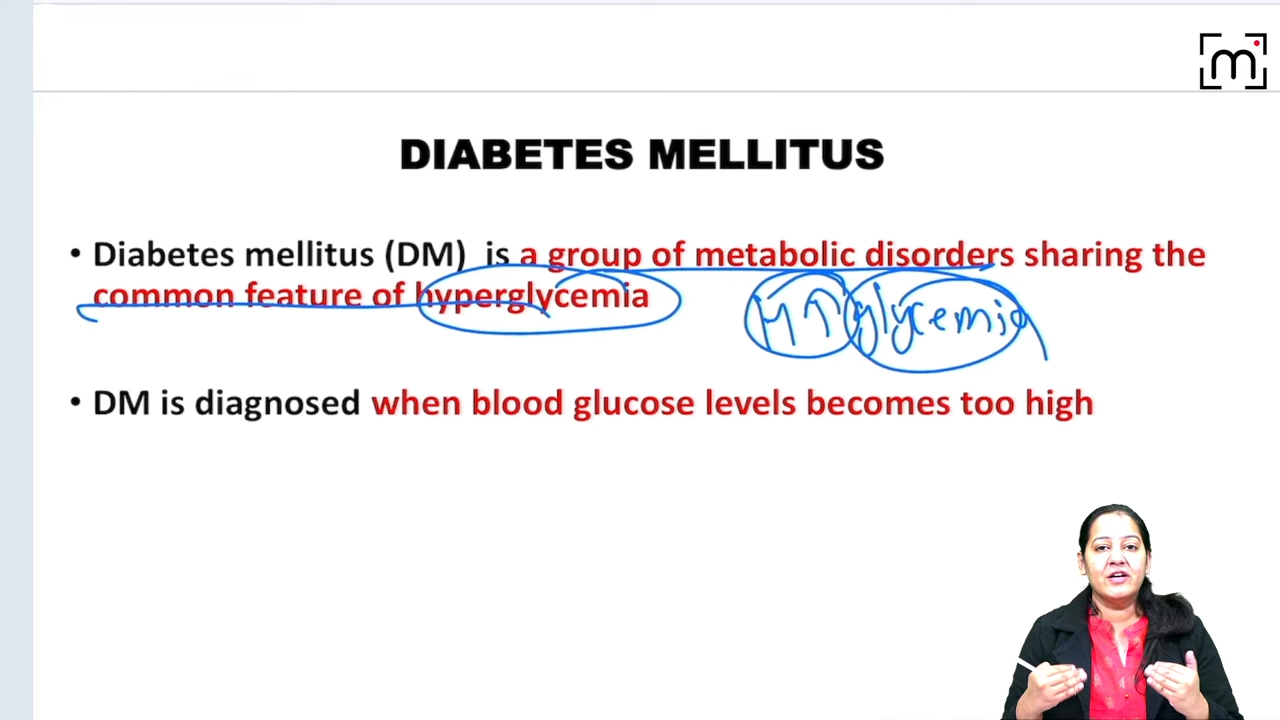 m
DIABETES MELLITUS
• Diabetes mellitus (DM) is a group of metabolic disorders sharing the
common feature of hyperglycemia
H↑ glycemia
• DM is diagnosed when blood glucose levels becomes too high